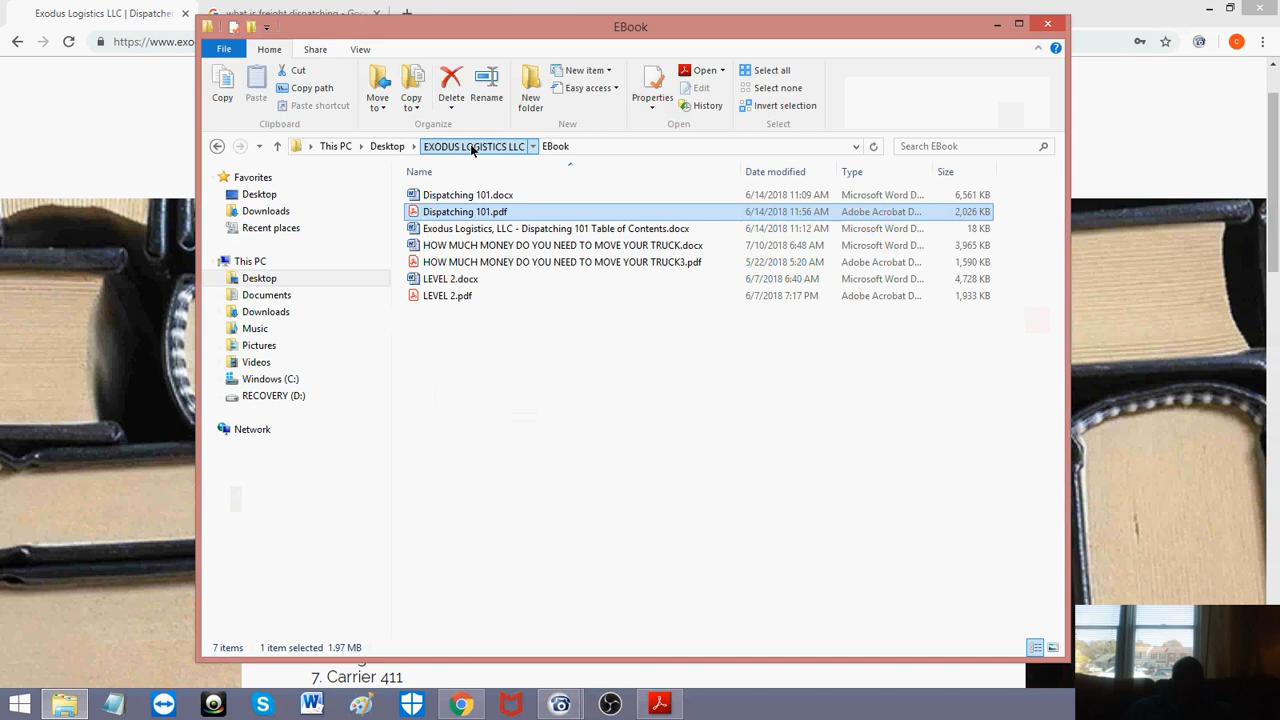 Exodus Logistics LLC | Dispatcher
what is freight dispatching - Go
https://www.exo
EBook
File Home Share View
Copy
Paste
Cut
Copy path
Paste shortcut
Clipboard
Move to
Copy to
Delete
Rename
Organize
New folder
New item
Easy access
New
Properties
Open
Edit
History
Open
Select all
Select none
Invert selection
Select
This PC Desktop EXODUS LOGISTICS LLC EBook
Search EBook
Name Date modified Type Size
Dispatching 101.docx 6/14/2018 11:09 AM Microsoft Word D... 6,561 KB
Dispatching 101.pdf 6/14/2018 11:56 AM Adobe Acrobat D... 2,026 KB
Exodus Logistics, LLC - Dispatching 101 Table of Contents.docx 6/14/2018 11:12 AM Microsoft Word D... 18 KB
HOW MUCH MONEY DO YOU NEED TO MOVE YOUR TRUCK.docx 7/10/2018 6:48 AM Microsoft Word D... 3,965 KB
HOW MUCH MONEY DO YOU NEED TO MOVE YOUR TRUCK3.pdf 5/22/2018 5:20 AM Adobe Acrobat D... 1,590 KB
LEVEL 2.docx 6/7/2018 6:40 AM Microsoft Word D... 4,728 KB
LEVEL 2.pdf 6/7/2018 7:17 PM Adobe Acrobat D... 1,933 KB
Favorites
Desktop
Downloads
Recent places
This PC
Desktop
Documents
Downloads
Music
Pictures
Videos
Windows (C:)
RECOVERY (D:)
Network
7 items 1 item selected 1.97 MB
7. Carrier 411